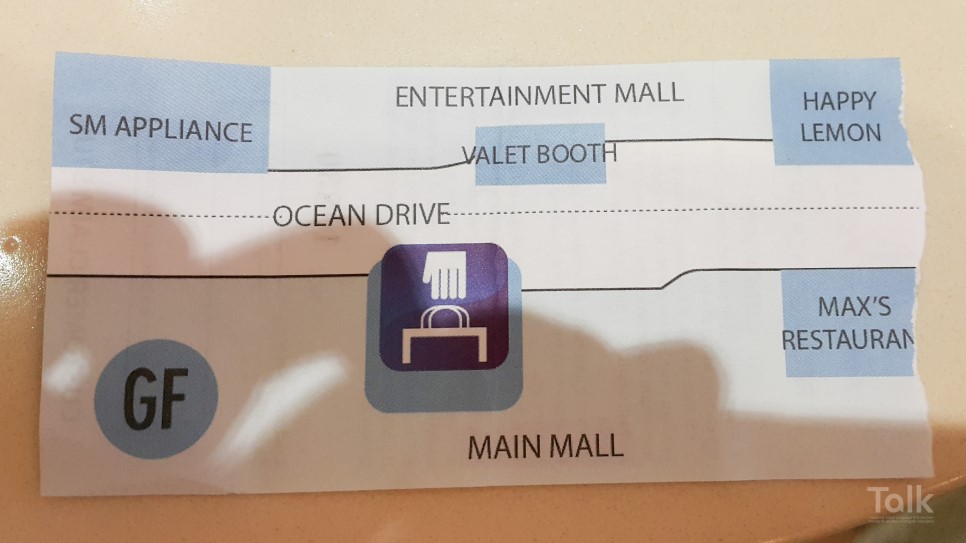 ENTERTAINMENT MALL
HAPPY
LEMON
SM APPLIANCE
VALET BOOTH
OCEAN DRIVE
MAX'S
RESTAURAN
GF
MAIN MALL
Talk